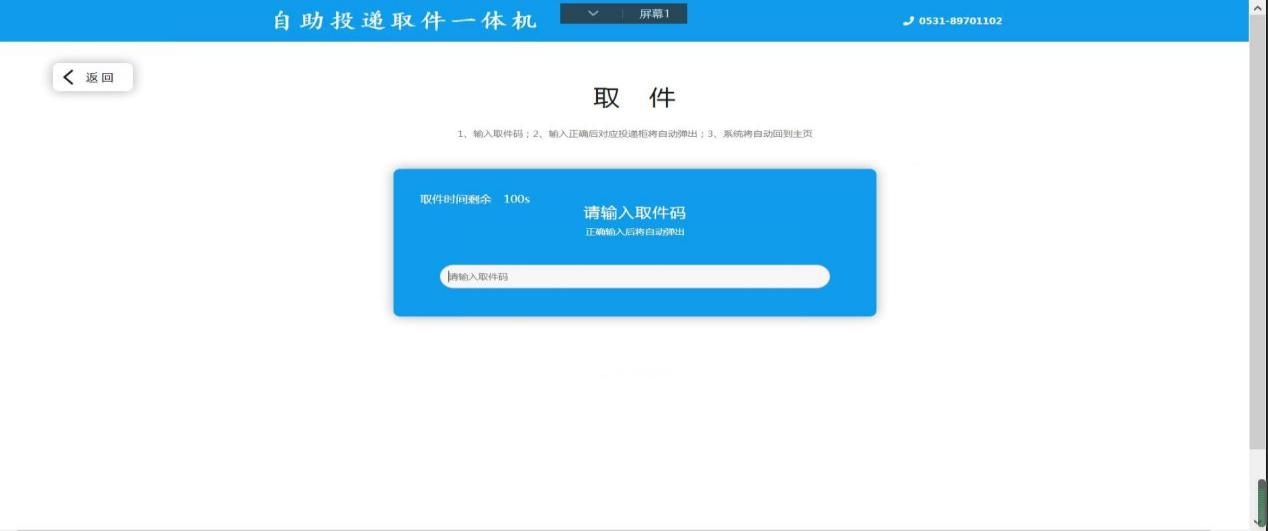 自助投递取件一体机
屏幕1
0531-89701102
返回
取 件
1、输入取件码；2、输入正确后对应投递柜将自动弹出；3、系统将自动回到主页
取件时间剩余 100s
请输入取件码
正确输入后将自动弹出
请输入取件码